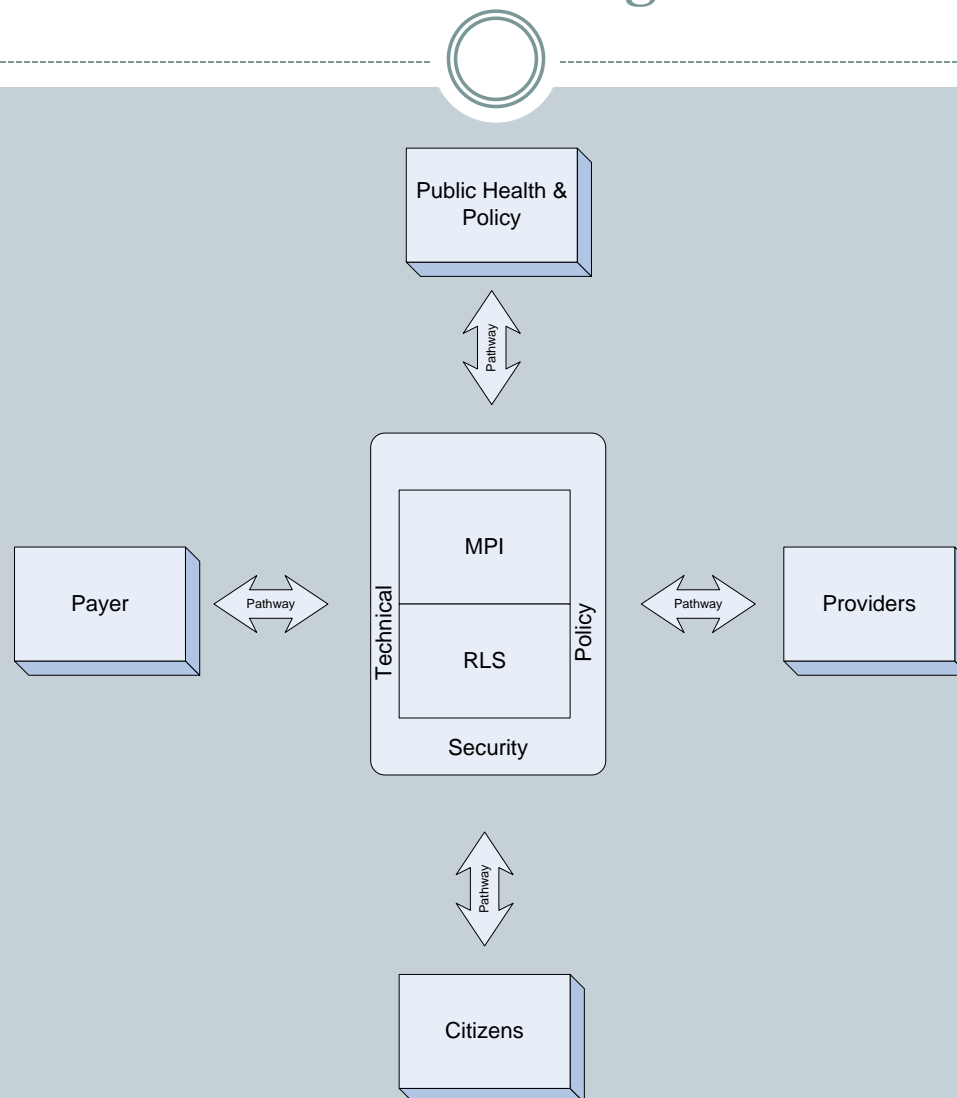 Public Health &
Policy
Pathway
Payer
Pathway
Technical
MPI
RLS
Policy
Security
Pathway
Providers
Pathway
Citizens